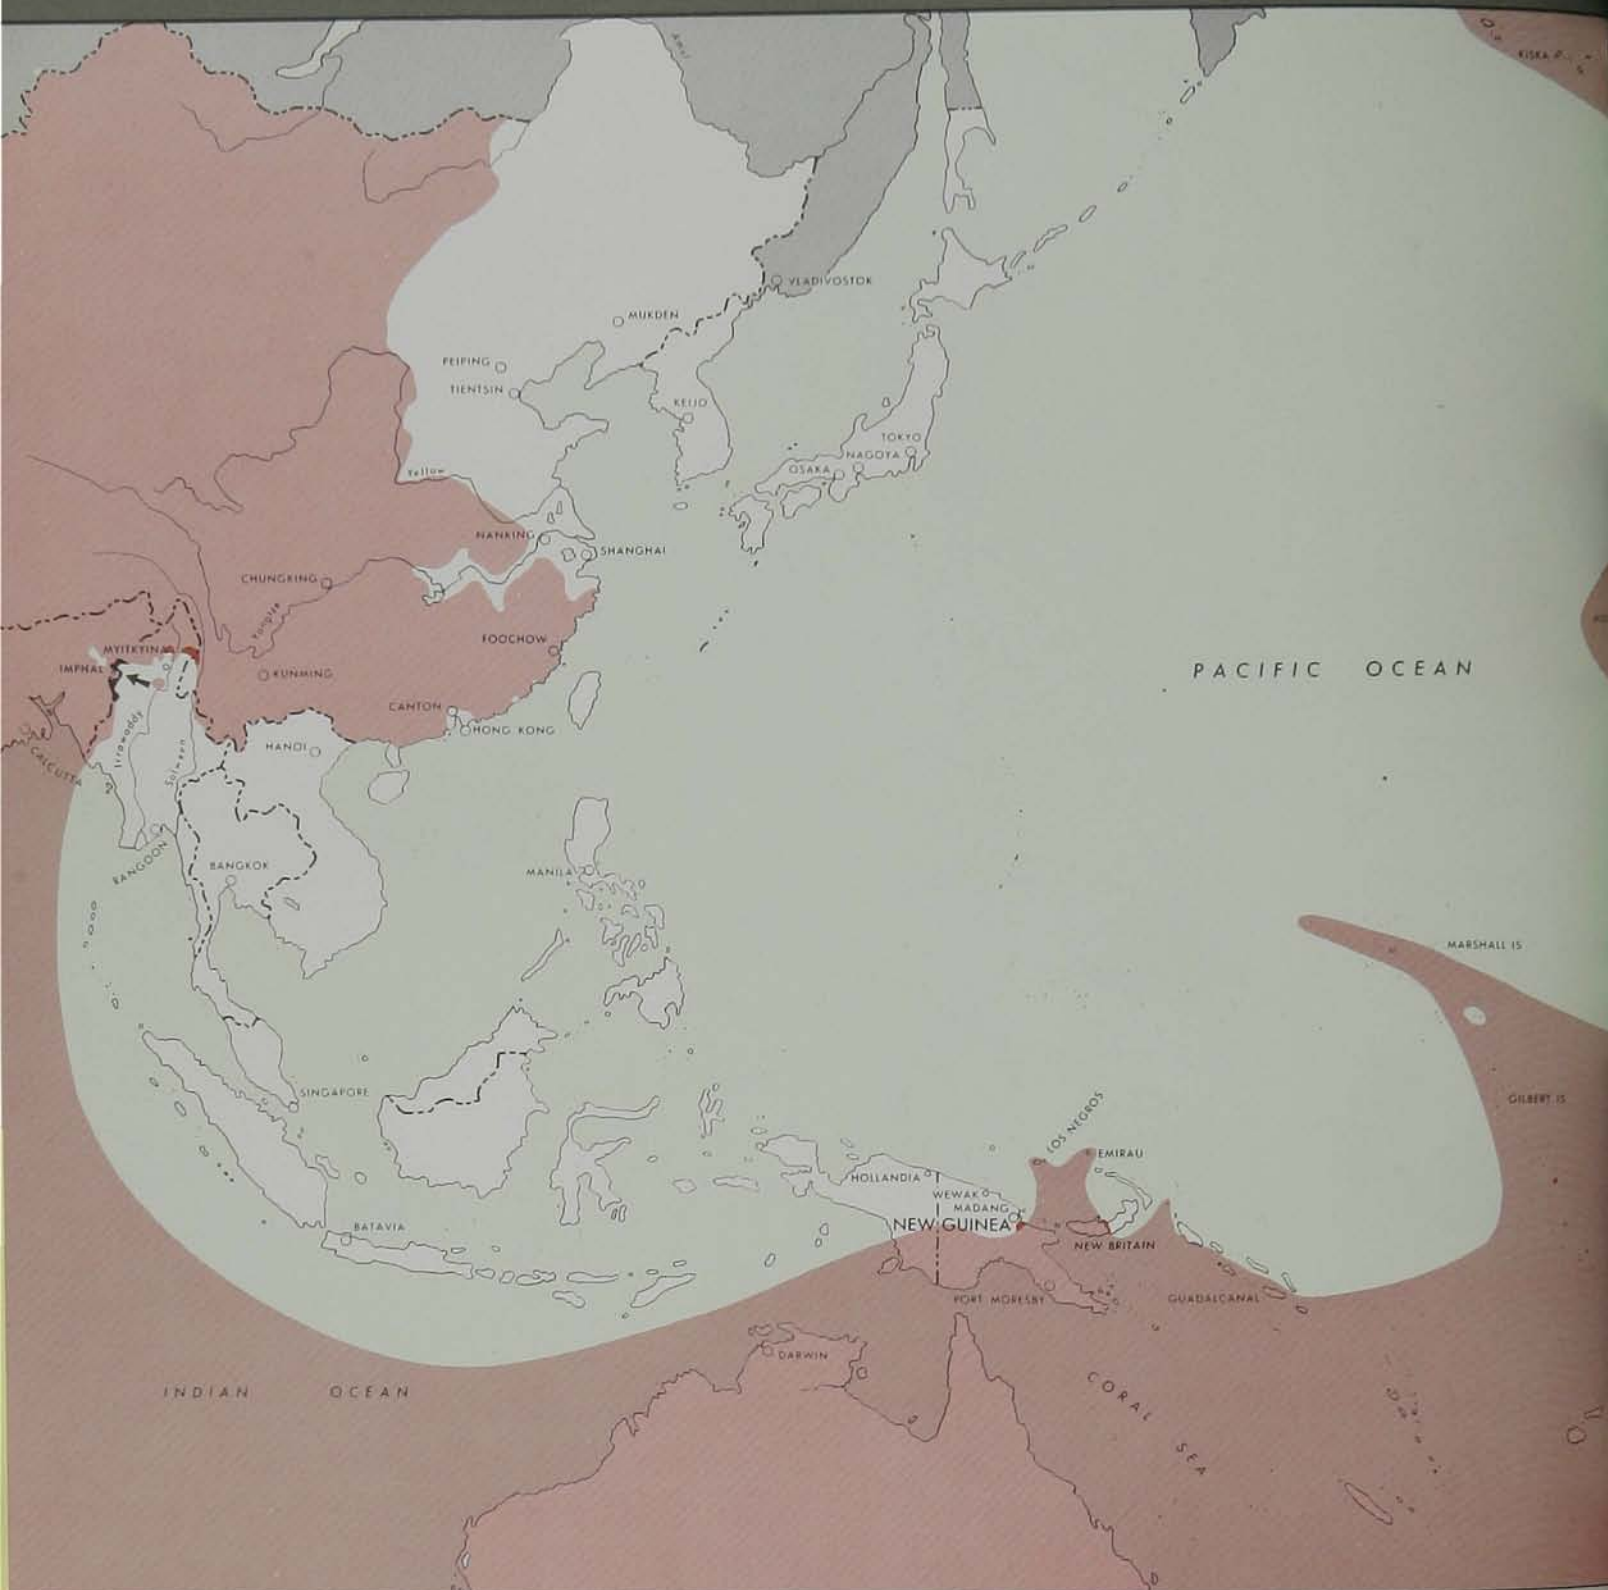 Amur
KISKA
VLADIVOSTOK
MUKDEN
PEIPING
TIENTSIN
KEIJO
TOKYO
NAGOYA
OSAKA
Yellow
NANKING
SHANGHAI
CHUNGKING
Yangtze
FOOCHOW
MYITKYINA
IMPHAL
KUNMING
PACIFIC OCEAN
CANTON
HONG KONG
HANOI
CALCUTTA
Irrawaddy
Salween
RANGOON
BANGKOK
MANILA
MARSHALL IS
SINGAPORE
GILBERT IS
LOS NEGROS
EMIRAU
HOLLANDIA
WEWAK
MADANG
NEW GUINEA
BATAVIA
NEW BRITAIN
PORT MORESBY
GUADALCANAL
DARWIN
INDIAN OCEAN
CORAL SEA